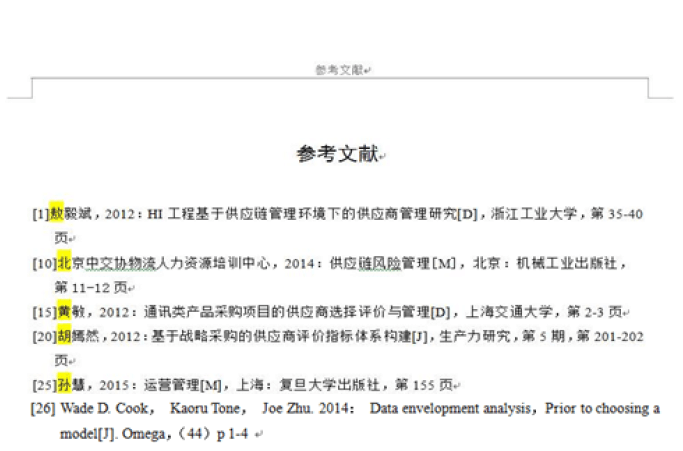 参考文献
参考文献
[1]敖毅斌，2012：HI 工程基于供应链管理环境下的供应商管理研究[D]，浙江工业大学，第 35-40
页
[10]北京中交协物流人力资源培训中心，2014：供应链风险管理[M]，北京：机械工业出版社，
第 11-12 页
[15]黄敏，2012：通讯类产品采购项目的供应商选择评价与管理[D]，上海交通大学，第 2-3 页
[20]胡嫣然，2012：基于战略采购的供应商评价指标体系构建[J]，生产力研究，第 5 期，第 201-202
页
[25]孙慧，2015：运营管理[M]，上海：复旦大学出版社，第 155 页
[26] Wade D. Cook， Kaoru Tone， Joe Zhu. 2014： Data envelopment analysis，Prior to choosing a
model[J]. Omega，（44）p 1-4